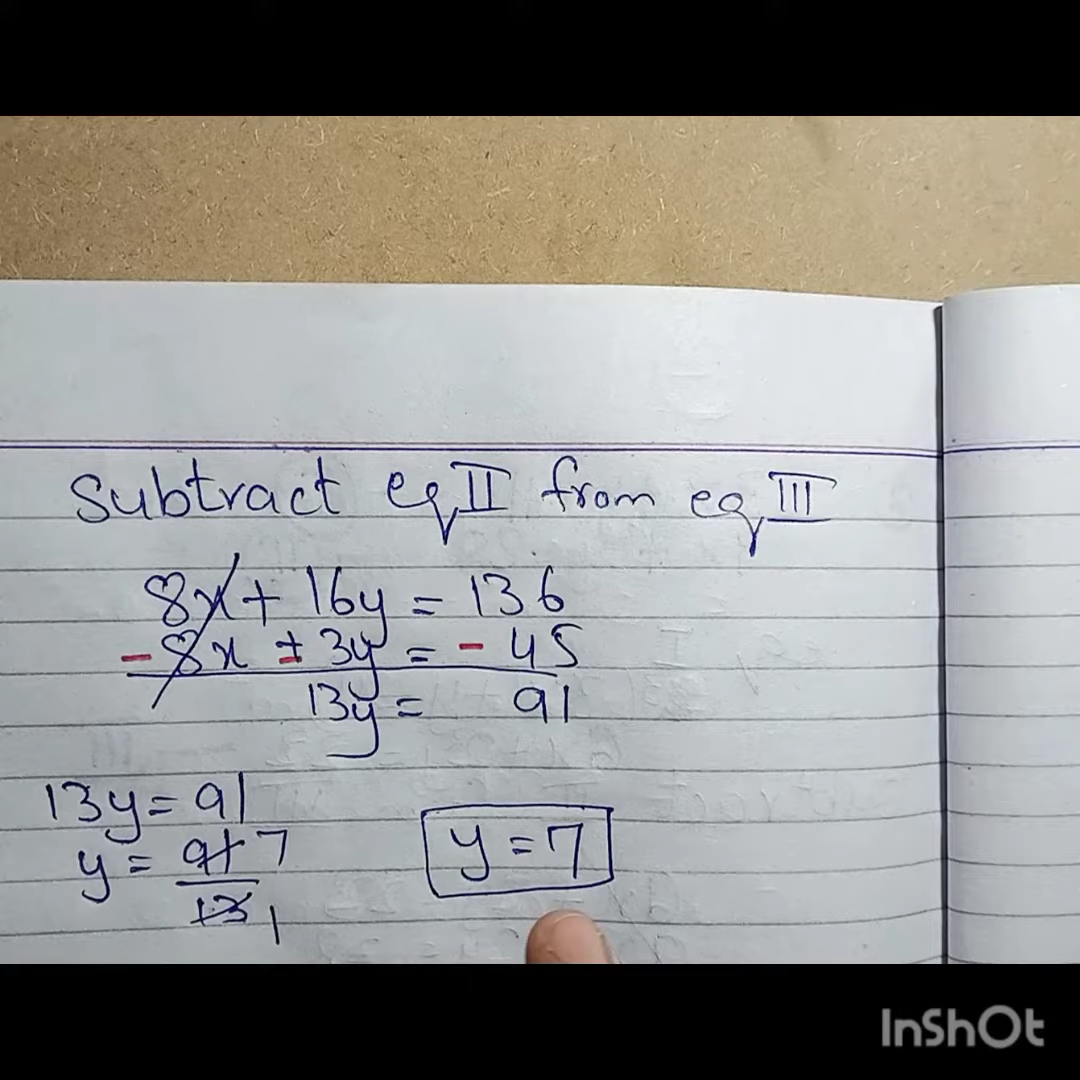 Subtract eq II from eq III
8x + 16y = 136
- 8x ± 3y = - 45
13y = 91
13y = 91
y = 91 7
13 1
y = 7
InShOt